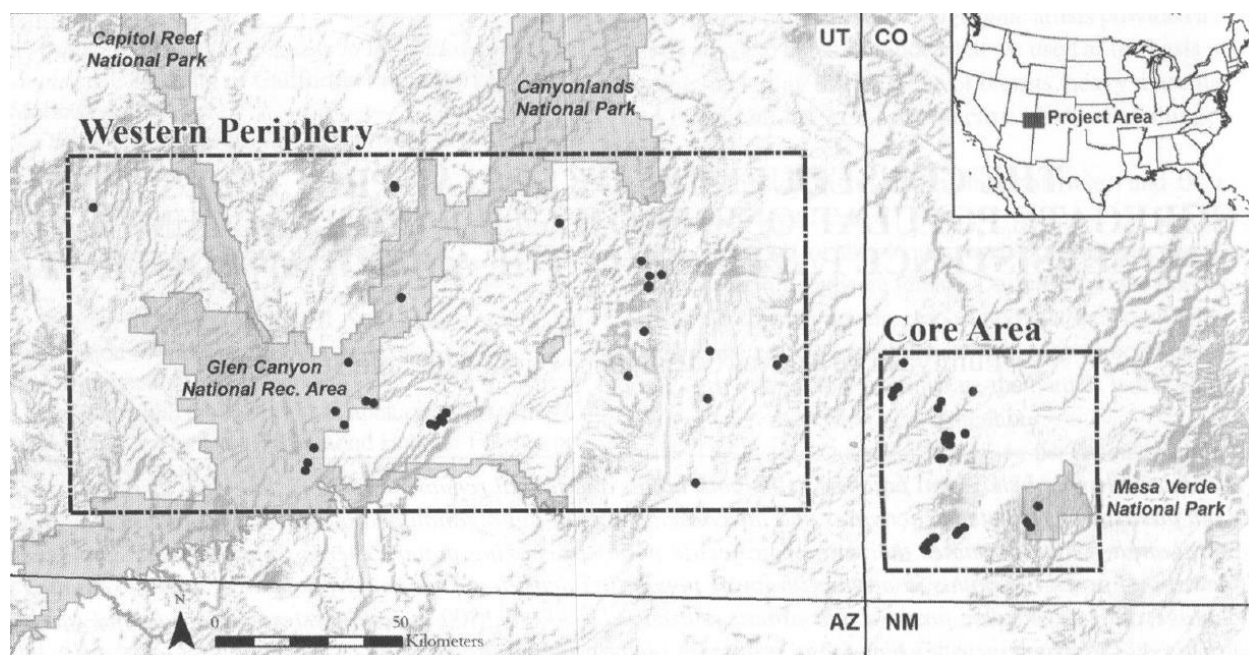 Capitol Reef
National Park
UT
CO
Canyonlands
National Park
Project Area
Western Periphery
Core Area
Glen Canyon
National Rec. Area
Mesa Verde
National Park
N
0
50
Kilometers
AZ
NM